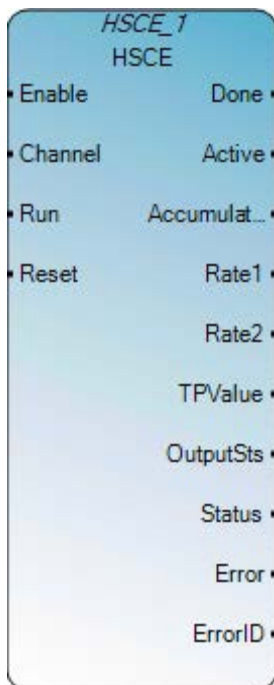 HSCE_1
HSCE
Enable Done
Channel Active
Run Accumulat...
Reset Rate1
Rate2
TPValue
OutputSts
Status
Error
ErrorID